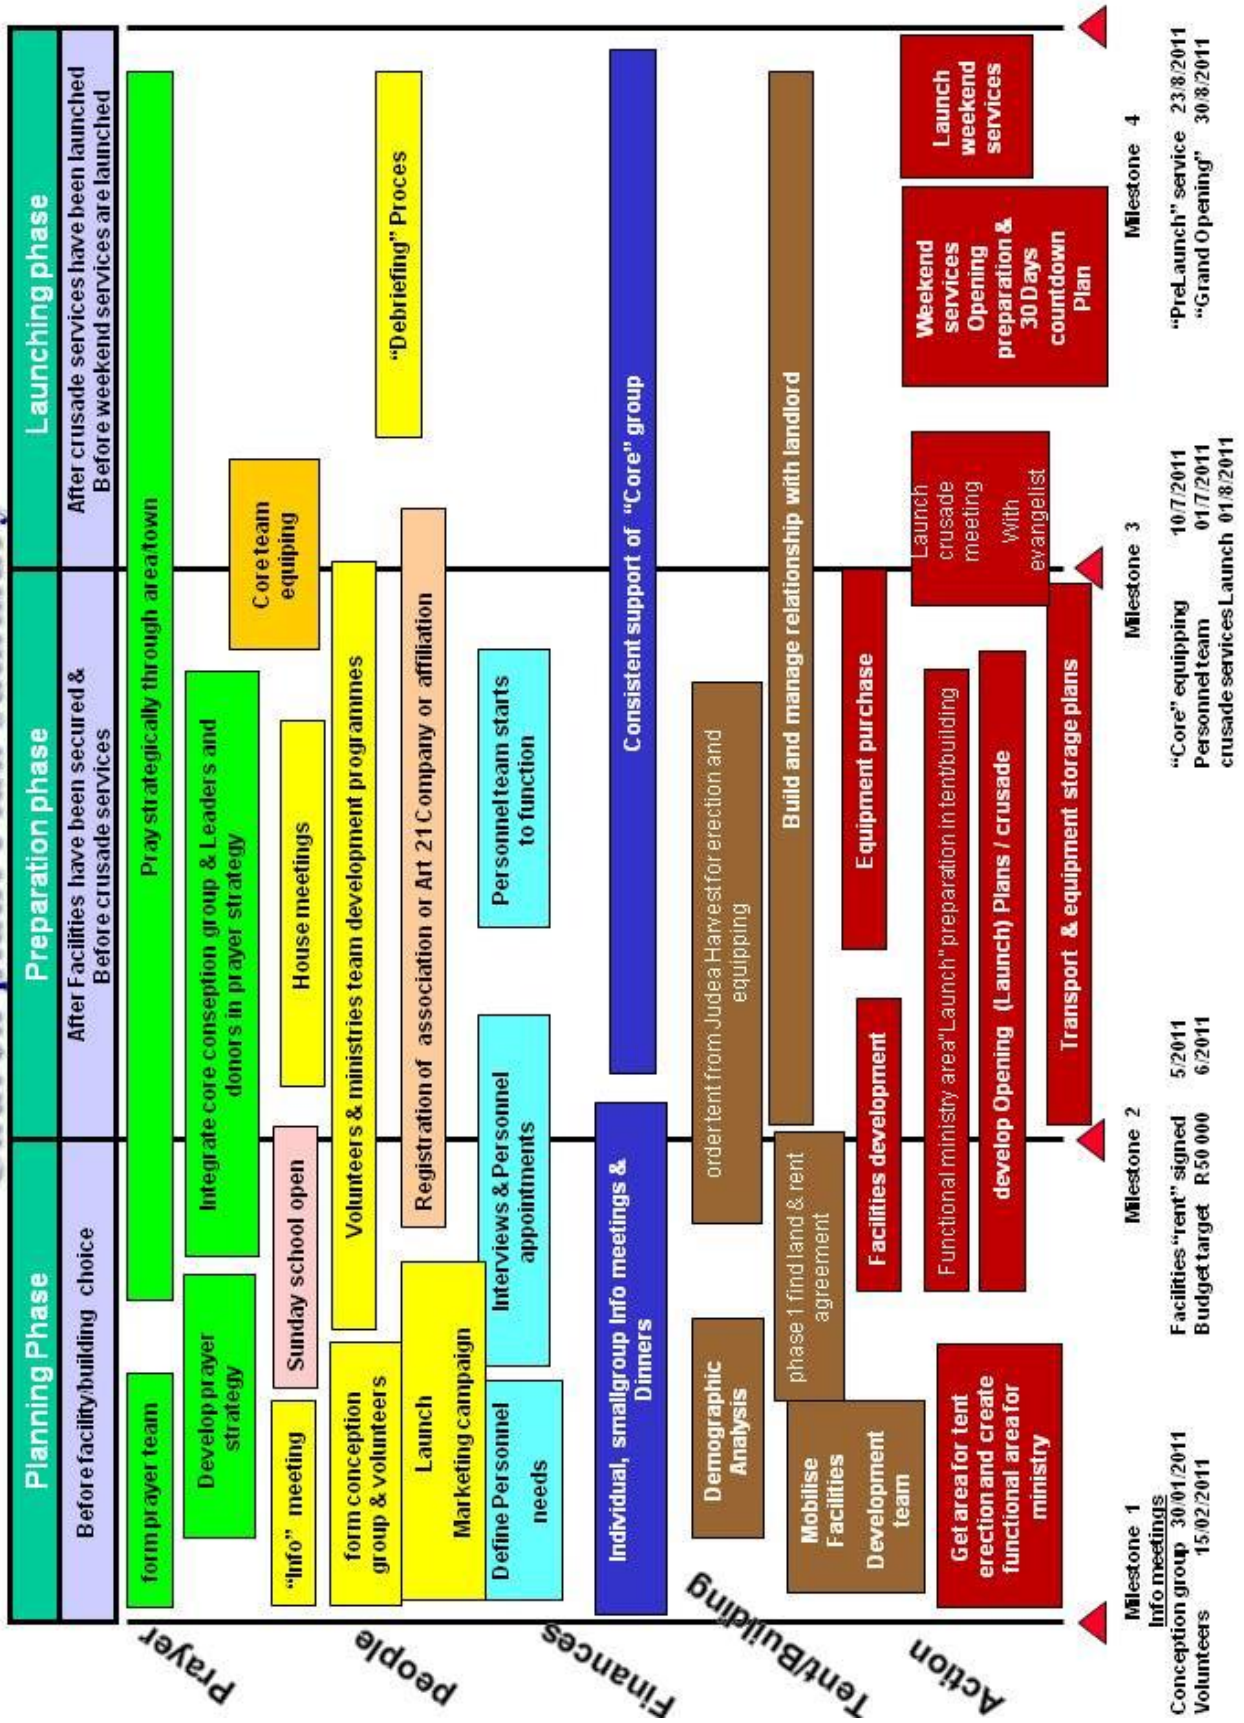 Planning Phase
Preparation phase
Launching phase
Before facility/building choice
After Facilities have been secured &
Before crusade services
After crusade services have been launched
Before weekend services are launched
Prayer
form prayer team
Pray strategically through area/town
Develop prayer
strategy
Integrate core conseption group & Leaders and
donors in prayer strategy
Core team
equiping
people
"Info" meeting
Sunday school open
House meetings
form conception
group & volunteers
Volunteers & ministries team development programmes
Launch
Marketing campaign
Registration of association or Art 21 Company or affiliation
"Debriefing" Proces
Define Personnel
needs
Interviews & Personnel
appointments
Personnel team starts
to function
Finances
Individual, smallgroup Info meetings &
Dinners
Consistent support of "Core" group
Tent/Building
Demographic
Analysis
order tent from Judea Harvest for erection and
equipping
Mobilise
Facilities
Development
team
phase 1 find land & rent
agreement
Build and manage relationship with landlord
Facilities development
Equipment purchase
Action
Get area for tent
erection and create
functional area for
ministry
Functional ministry area"Launch" preparation in tent/building
develop Opening (Launch) Plans / crusade
Transport & equipment storage plans
Launch
crusade
meeting
With
evangelist
Weekend
services
Opening
preparation &
30 Days
countdown
Plan
Launch
weekend
services
Milestone 1
Info meetings
Conception group 30/01/2011
Volunteers 15/02/2011
Milestone 2
Facilities "rent" signed 5/2011
Budget target R50 000 6/2011
Milestone 3
"Core" equipping 10/7/2011
Personnel team 01/7/2011
crusade services Launch 01/8/2011
Milestone 4
"PreLaunch" service 23/8/2011
"Grand Opening" 30/8/2011